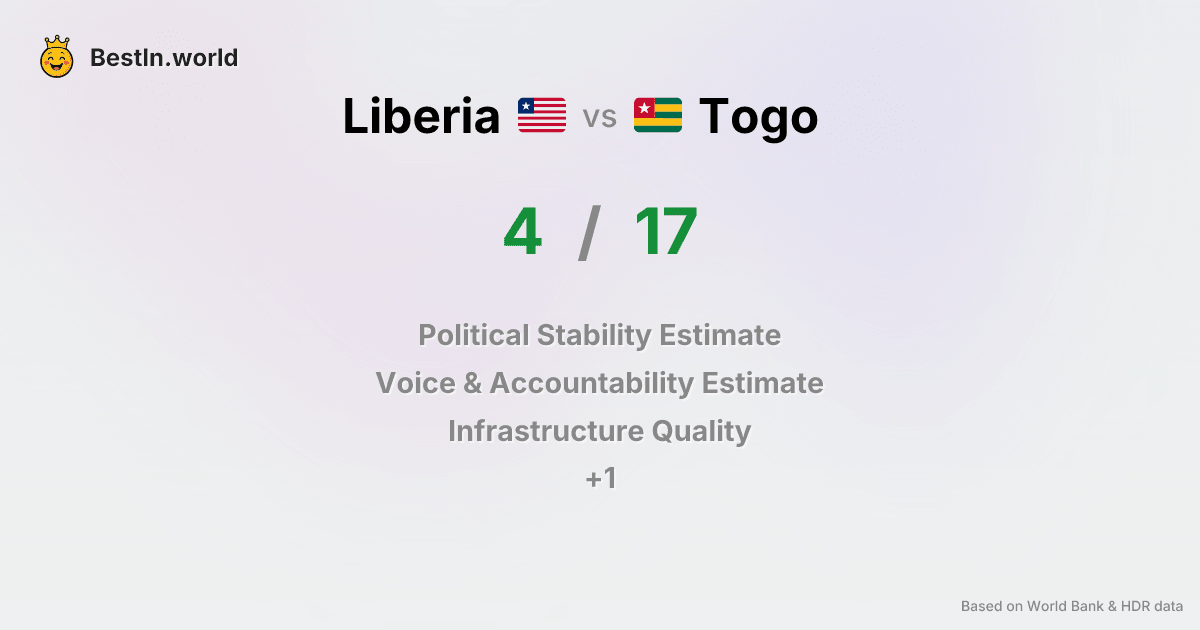 BestIn.world
Liberia vs Togo
4 / 17
Political Stability Estimate
Voice & Accountability Estimate
Infrastructure Quality
+1
Based on World Bank & HDR data